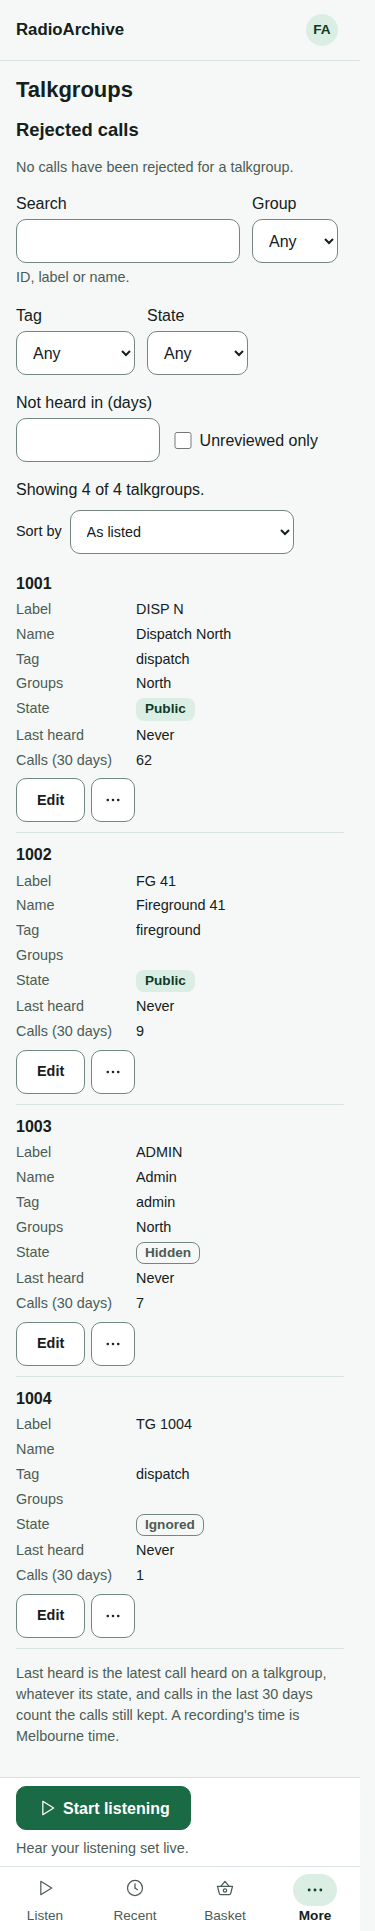 RadioArchive
FA
Talkgroups
Rejected calls
No calls have been rejected for a talkgroup.
Search
Group
Any
ID, label or name.
Tag
State
Any
Any
Not heard in (days)
Unreviewed only
Showing 4 of 4 talkgroups.
Sort by
As listed
1001
Label DISP N
Name Dispatch North
Tag dispatch
Groups North
State Public
Last heard Never
Calls (30 days) 62
Edit ...
1002
Label FG 41
Name Fireground 41
Tag fireground
Groups
State Public
Last heard Never
Calls (30 days) 9
Edit ...
1003
Label ADMIN
Name Admin
Tag admin
Groups North
State Hidden
Last heard Never
Calls (30 days) 7
Edit ...
1004
Label TG 1004
Name
Tag dispatch
Groups
State Ignored
Last heard Never
Calls (30 days) 1
Edit ...
Last heard is the latest call heard on a talkgroup,
whatever its state, and calls in the last 30 days
count the calls still kept. A recording's time is
Melbourne time.
Start listening
Hear your listening set live.
Listen Recent Basket More